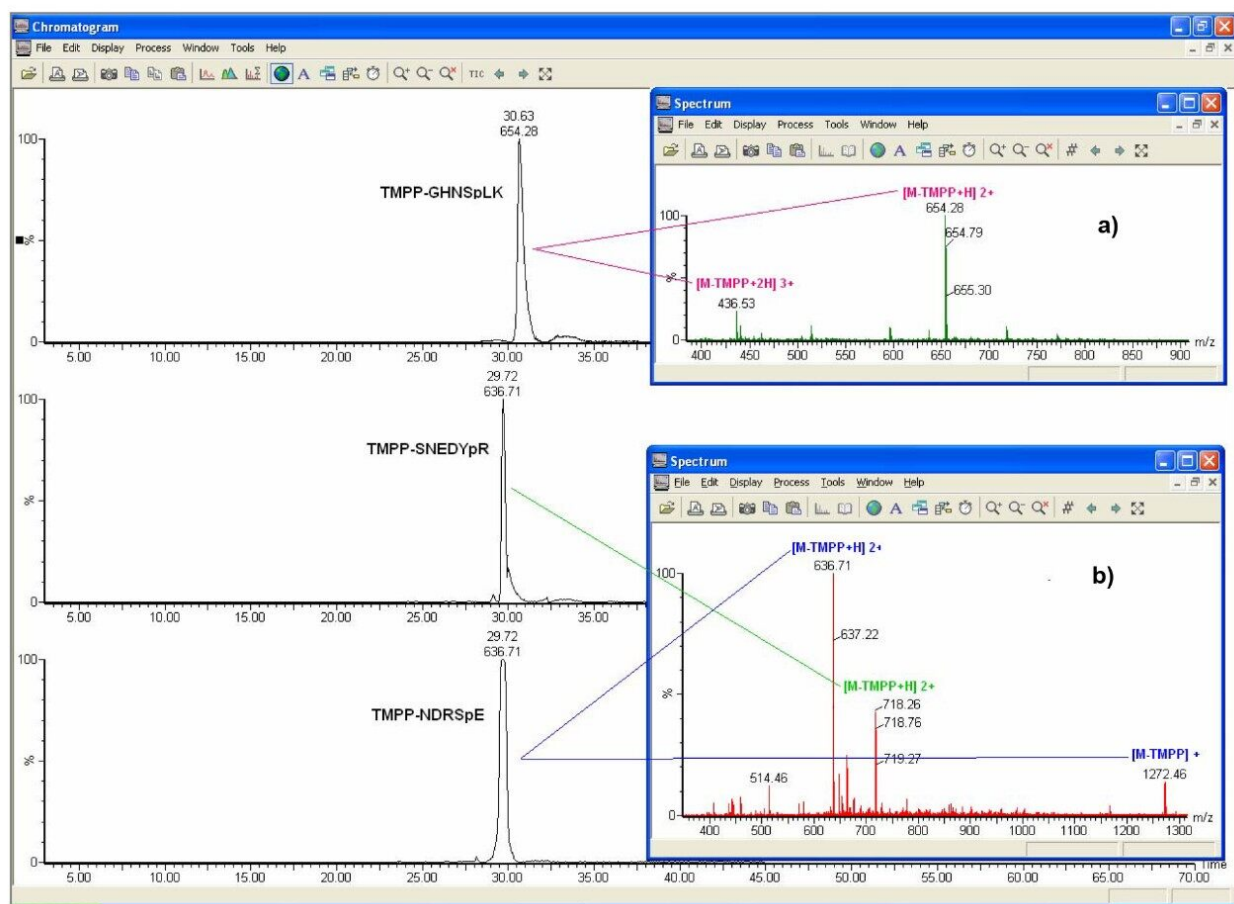 Chromatogram
File Edit Display Process Window Tools Help
TIC
30.63
654.28
100
%
0
TMPP-GHNSpLK
5.00 10.00 15.00 20.00 25.00 30.00 35.00
Spectrum
File Edit Display Process Tools Window Help
[M-TMPP+H] 2+
654.28
654.79
655.30
a)
[M-TMPP+2H] 3+
436.53
100
%
0
400 450 500 550 600 650 700 750 800 850 900
m/z
29.72
636.71
100
%
0
TMPP-SNEDYpR
5.00 10.00 15.00 20.00 25.00 30.00 35.00
Spectrum
File Edit Display Process Tools Window Help
[M-TMPP+H] 2+
636.71
637.22
b)
[M-TMPP+H] 2+
718.26
718.76
719.27
[M-TMPP] +
1272.46
514.46
100
%
0
400 500 600 700 800 900 1000 1100 1200 1300
m/z
29.72
636.71
100
%
0
TMPP-NDRSpE
5.00 10.00 15.00 20.00 25.00 30.00 35.00 40.00 45.00 50.00 55.00 60.00 65.00 70.00
Time